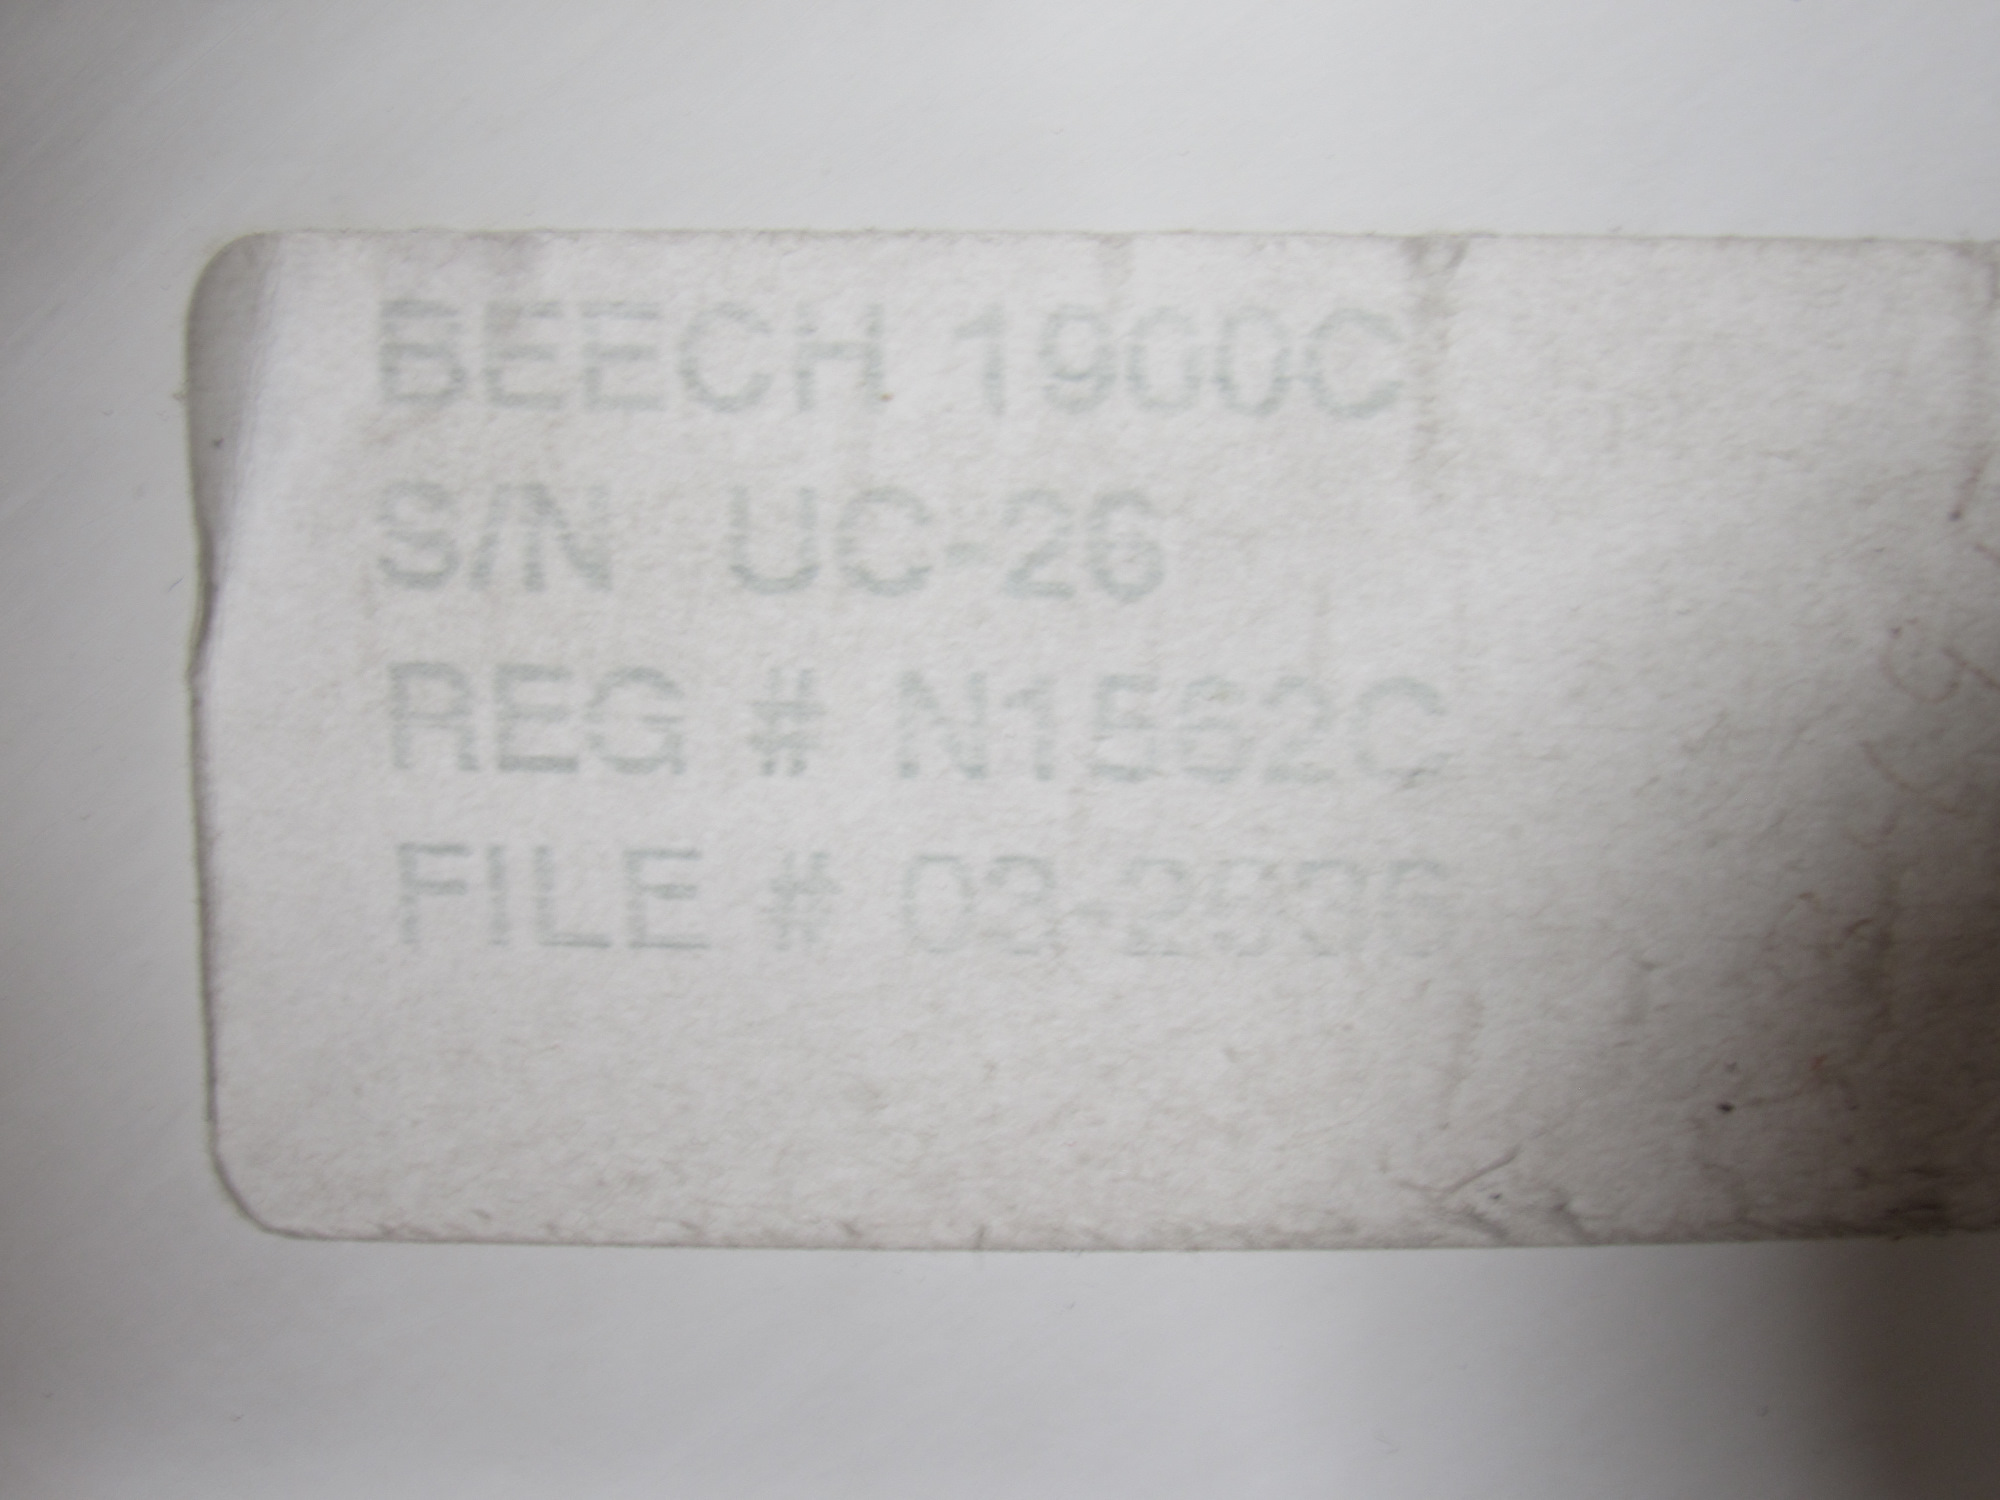 BEECH 1900C
S/N UC-26
REG # N1562C
FILE #